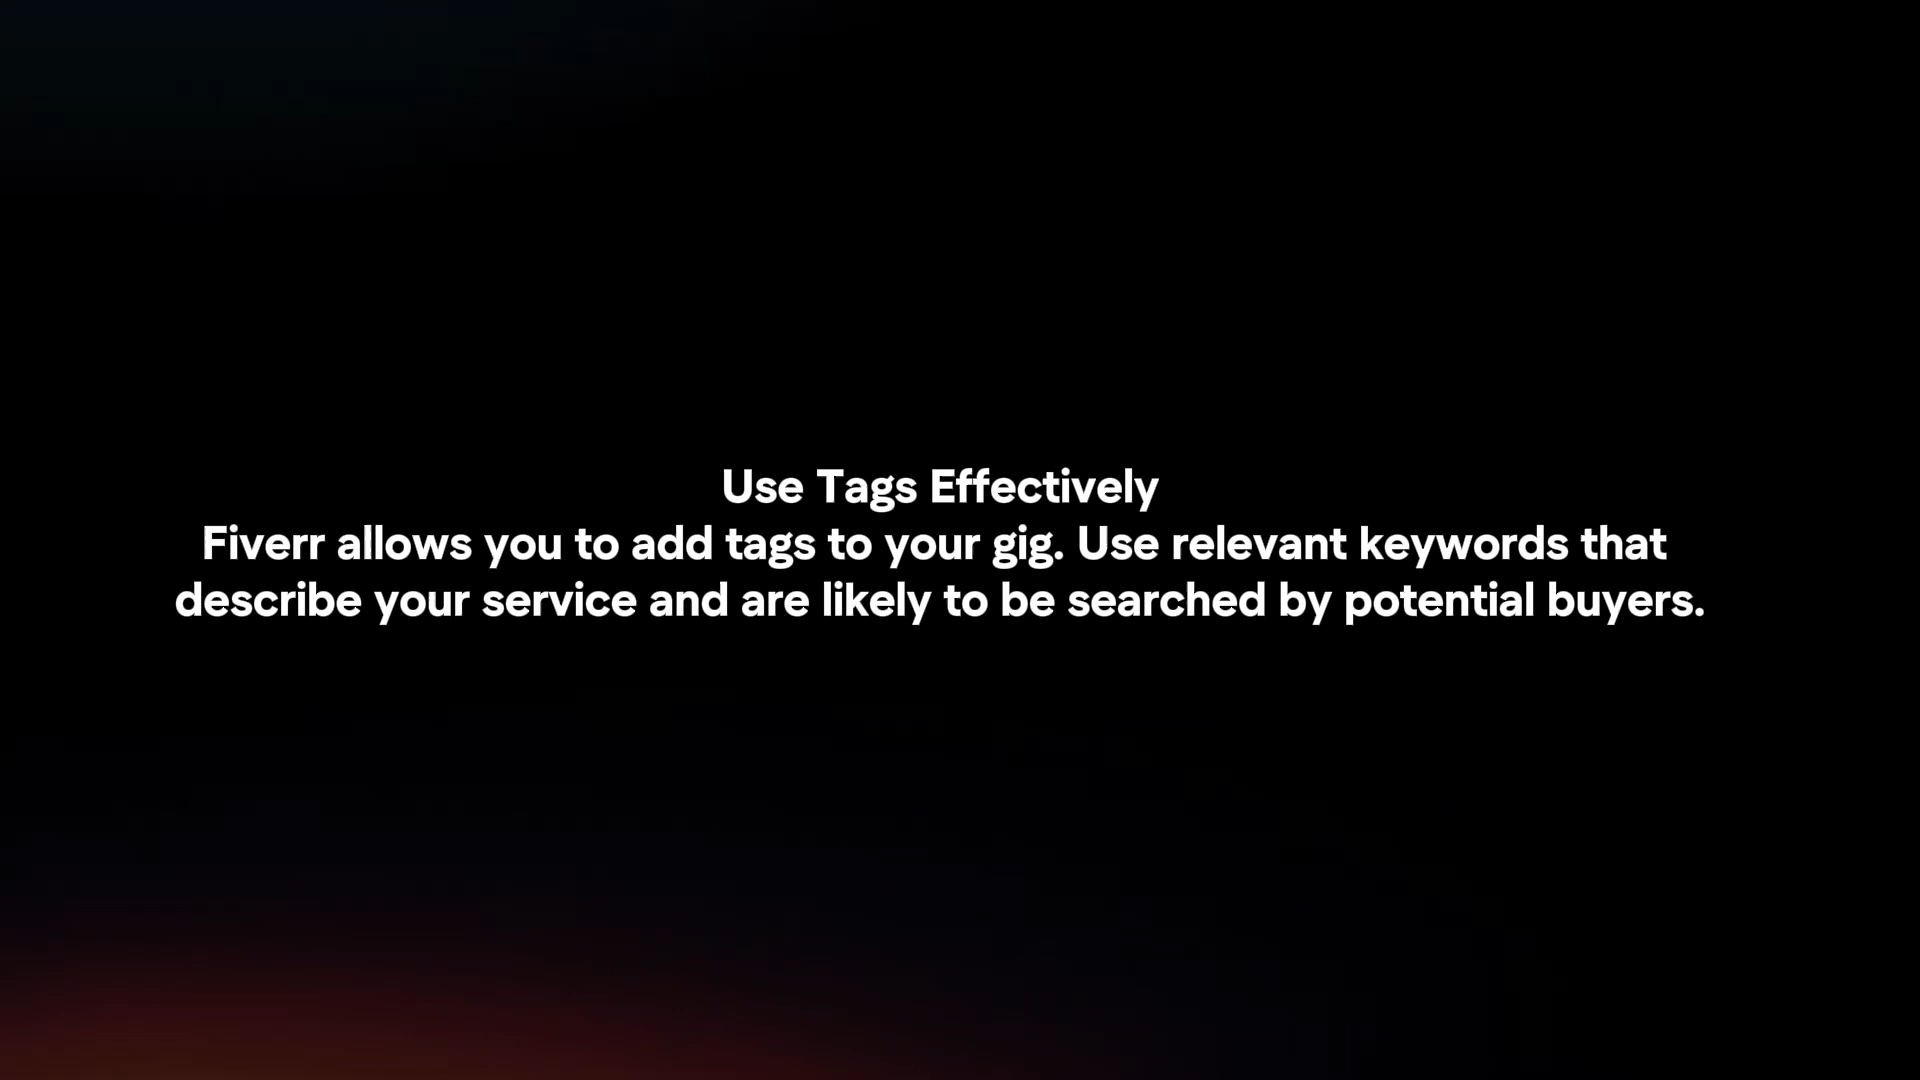 Use Tags Effectively
Fiverr allows you to add tags to your gig. Use relevant keywords that
describe your service and are likely to be searched by potential buyers.